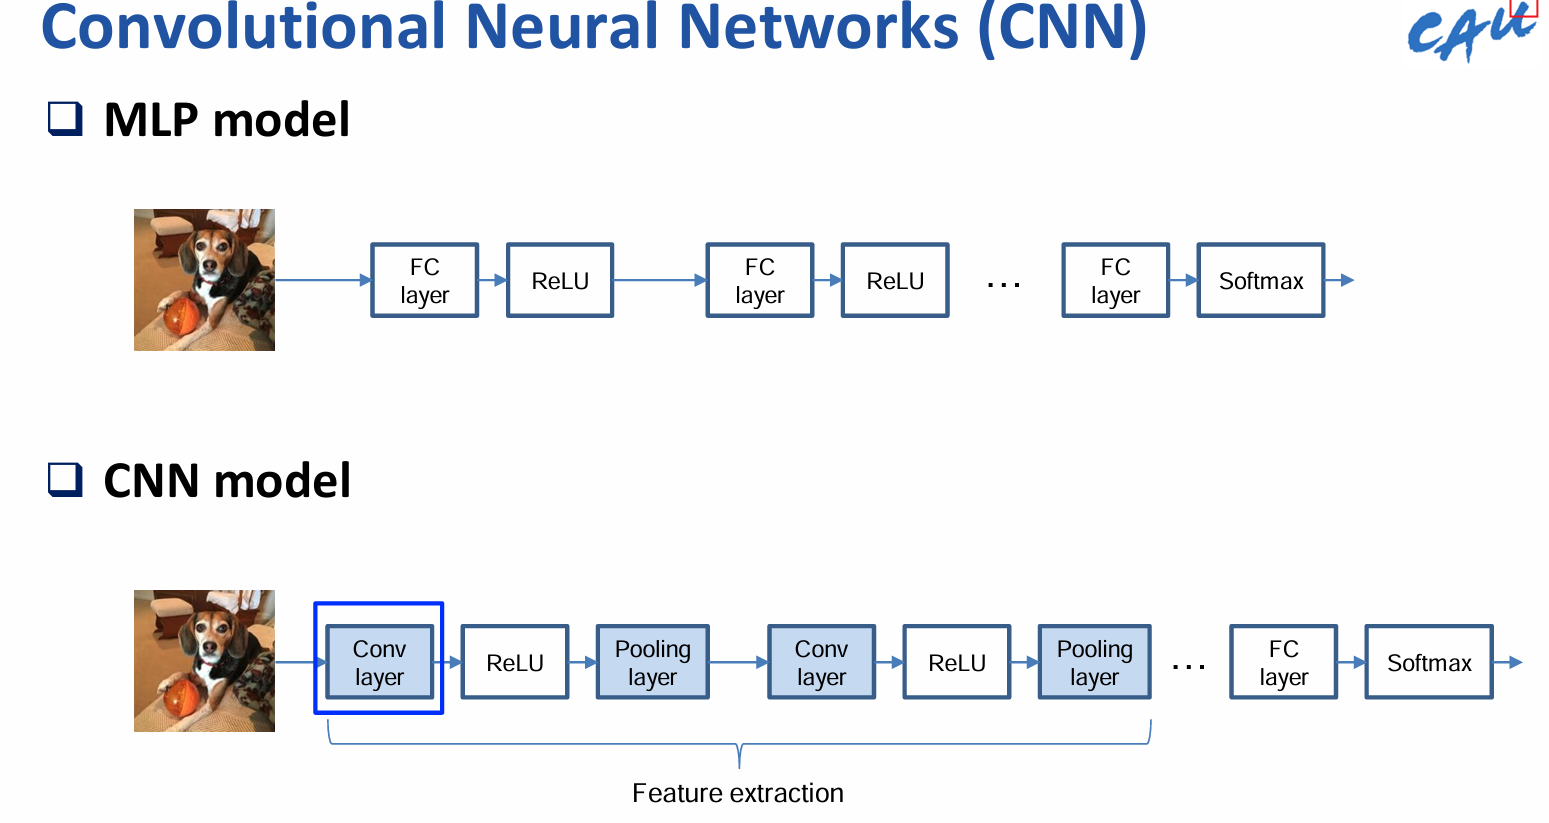 Convolutional Neural Networks (CNN)
CAU
MLP model
FC
layer
ReLU
FC
layer
ReLU
...
FC
layer
Softmax
CNN model
Conv
layer
ReLU
Pooling
layer
Conv
layer
ReLU
Pooling
layer
...
FC
layer
Softmax
Feature extraction